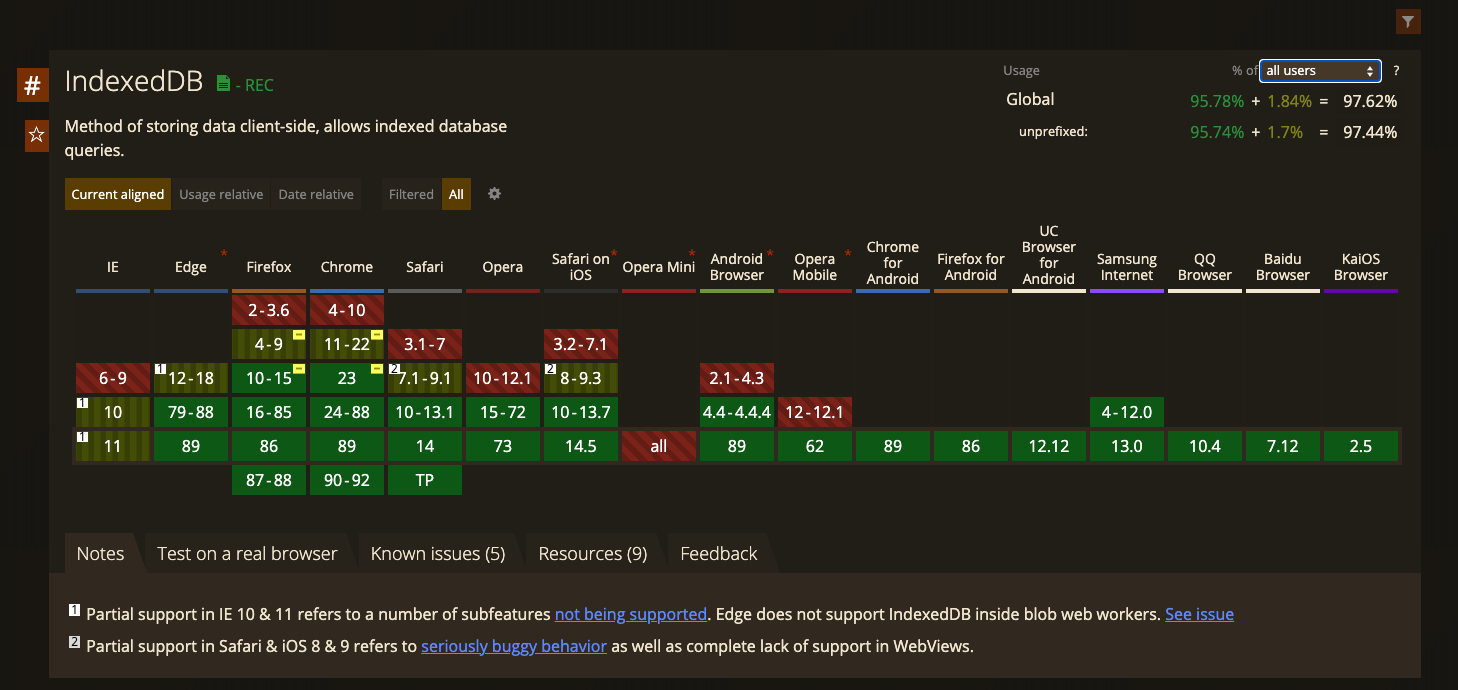 #
IndexedDB - REC
Usage % of all users ?
Global 95.78% + 1.84% = 97.62%
unprefixed: 95.74% + 1.7% = 97.44%
Method of storing data client-side, allows indexed database
queries.
Current aligned Usage relative Date relative Filtered All
IE Edge * Firefox Chrome Safari Opera Safari on iOS * Opera Mini * Android Browser * Opera Mobile * Chrome for Android Firefox for Android UC Browser for Android Samsung Internet QQ Browser Baidu Browser KaiOS Browser
2-3.6 4-10
4-9 11-22 3.1-7 3.2-7.1
6-9 1 12-18 10-15 23 2 7.1-9.1 10-12.1 2 8-9.3 2.1-4.3
1 10 79-88 16-85 24-88 10-13.1 15-72 10-13.7 4.4-4.4.4 12-12.1 4-12.0
1 11 89 86 89 14 73 14.5 all 89 62 89 86 12.12 13.0 10.4 7.12 2.5
87-88 90-92 TP
Notes Test on a real browser Known issues (5) Resources (9) Feedback
1 Partial support in IE 10 & 11 refers to a number of subfeatures not being supported. Edge does not support IndexedDB inside blob web workers. See issue
2 Partial support in Safari & iOS 8 & 9 refers to seriously buggy behavior as well as complete lack of support in WebViews.